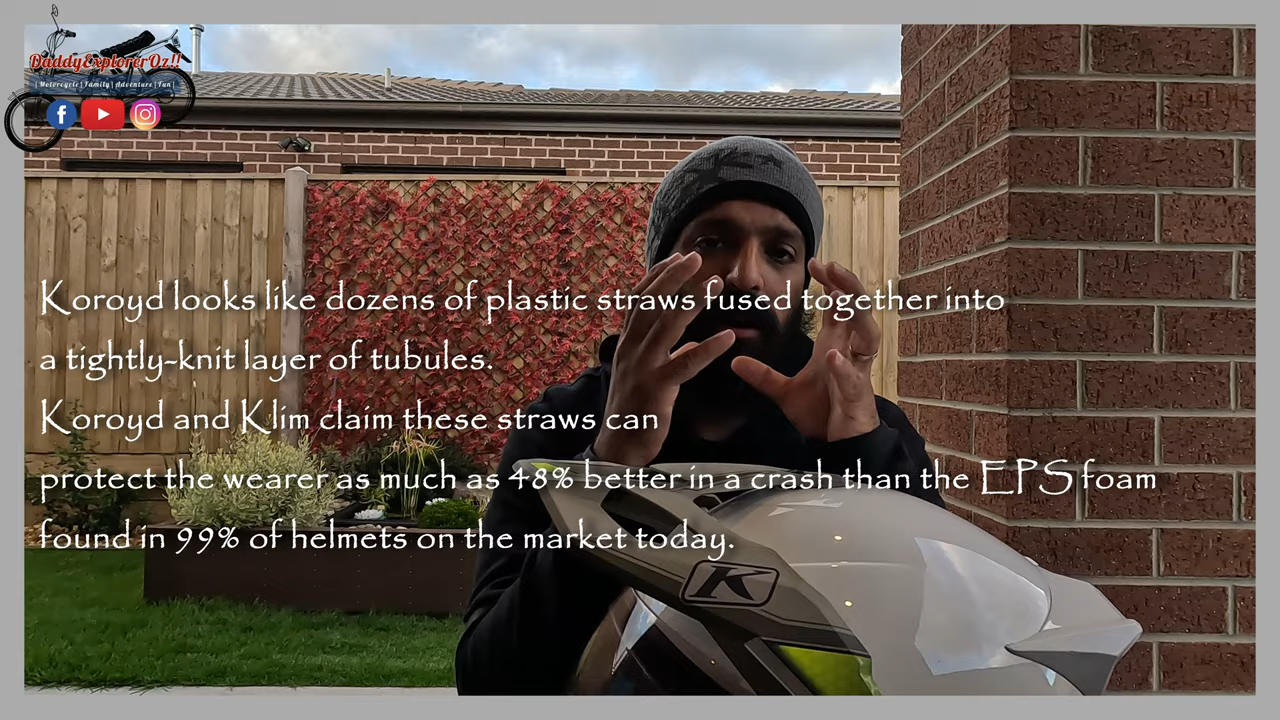 DaddyExplorerOz!!
| Motorcycle | Family | Adventure | Fun |
Koroyd looks like dozens of plastic straws fused together into
a tightly-knit layer of tubules.
Koroyd and Klim claim these straws can
protect the wearer as much as 48% better in a crash than the EPS foam
found in 99% of helmets on the market today.
K